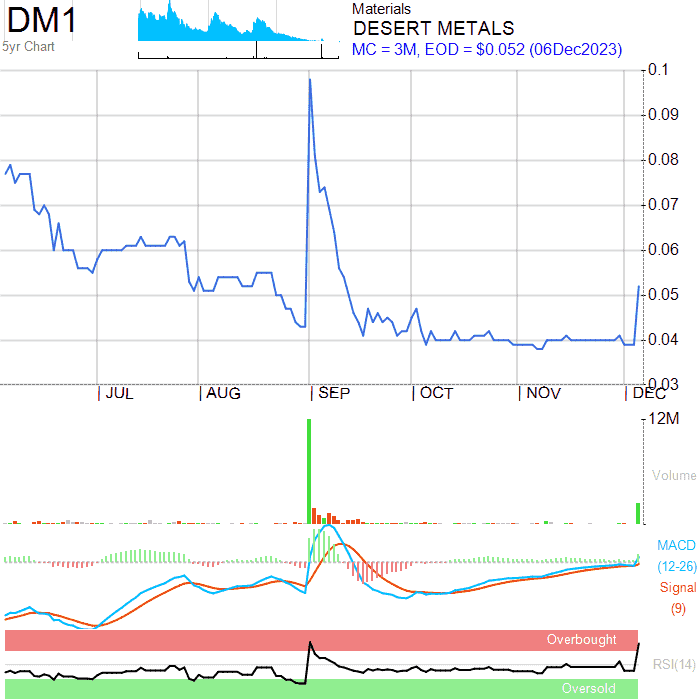 DM1
5yr Chart
Materials
DESERT METALS
MC = 3M, EOD = $0.052 (06Dec2023)
0.1
0.09
0.08
0.07
0.06
0.05
0.04
0.03
JUL AUG SEP OCT NOV DEC
12M
Volume
MACD
(12-26)
Signal
(9)
Overbought
RSI(14)
Oversold